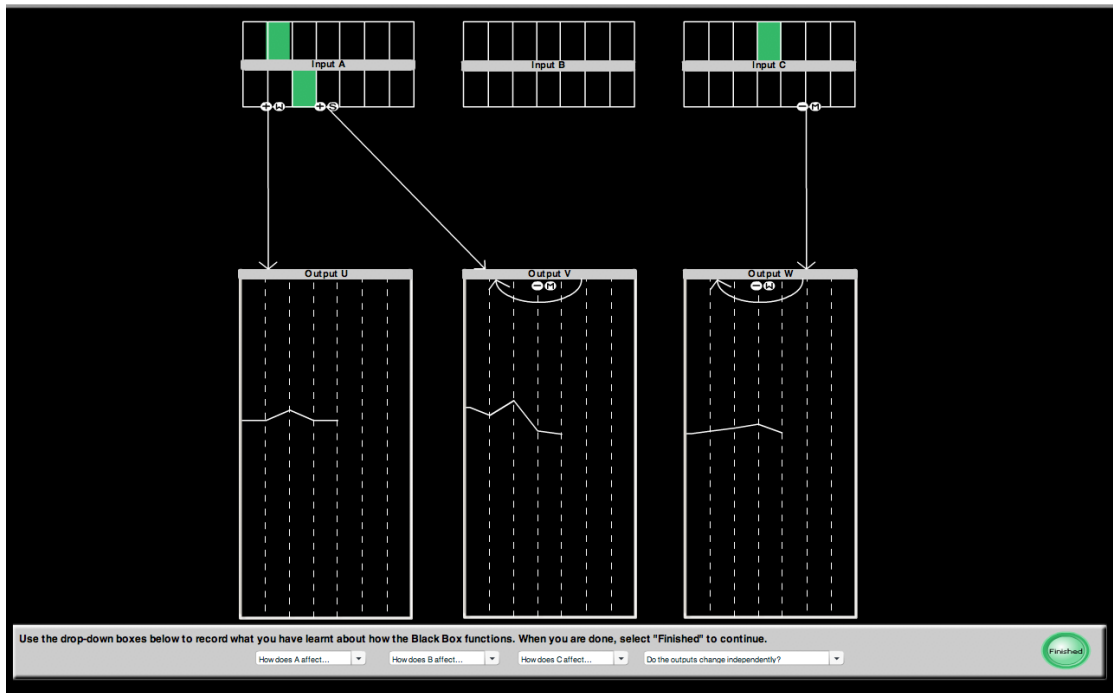 Input A
Input B
Input C
+ W
+ S
− M
Output U
Output V
Output W
− M
− W
Use the drop-down boxes below to record what you have learnt about how the Black Box functions. When you are done, select "Finished" to continue.
How does A affect...
How does B affect...
How does C affect...
Do the outputs change independently?
Finished